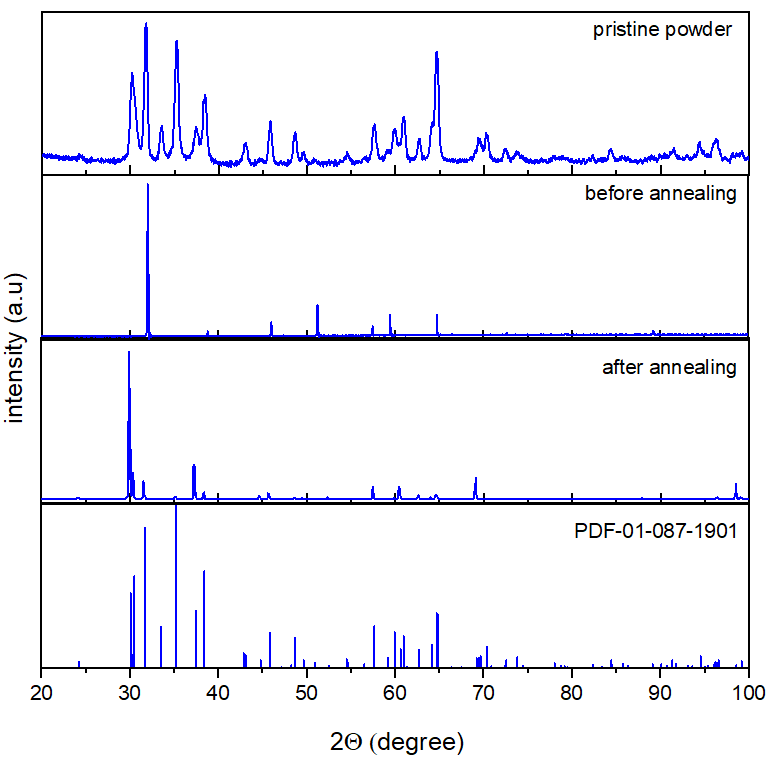 pristine powder
before annealing
after annealing
PDF-01-087-1901
intensity (a.u)
20 30 40 50 60 70 80 90 100
2Θ (degree)